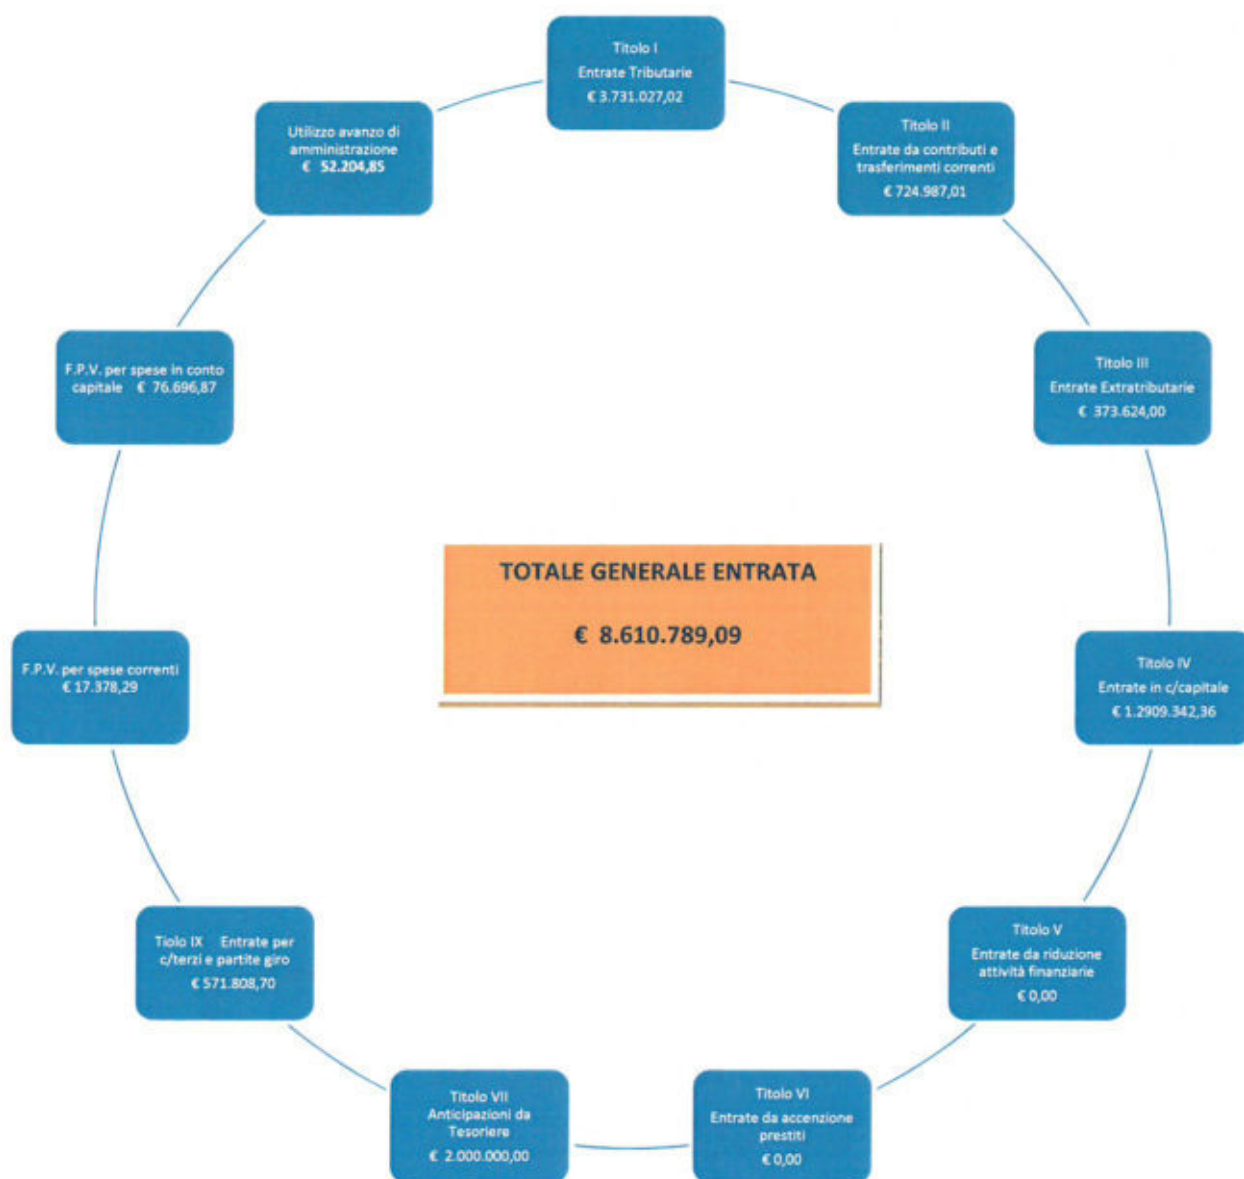 Titolo I
Entrate Tributarie
€ 3.731.027,02
Titolo II
Entrate da contributi e
trasferimenti correnti
€ 724.987,01
Titolo III
Entrate Extratributarie
€ 373.624,00
Titolo IV
Entrate in c/capitale
€ 1.2909.342,36
Titolo V
Entrate da riduzione
attività finanziarie
€ 0,00
Titolo VI
Entrate da accenzione
prestiti
€ 0,00
Titolo VII
Anticipazioni da
Tesoriere
€ 2.000.000,00
Tiolo IX Entrate per
c/terzi e partite giro
€ 571.808,70
F.P.V. per spese correnti
€ 17.378,29
F.P.V. per spese in conto
capitale € 76.696,87
Utilizzo avanzo di
amministrazione
€ 52.204,85
TOTALE GENERALE ENTRATA
€ 8.610.789,09